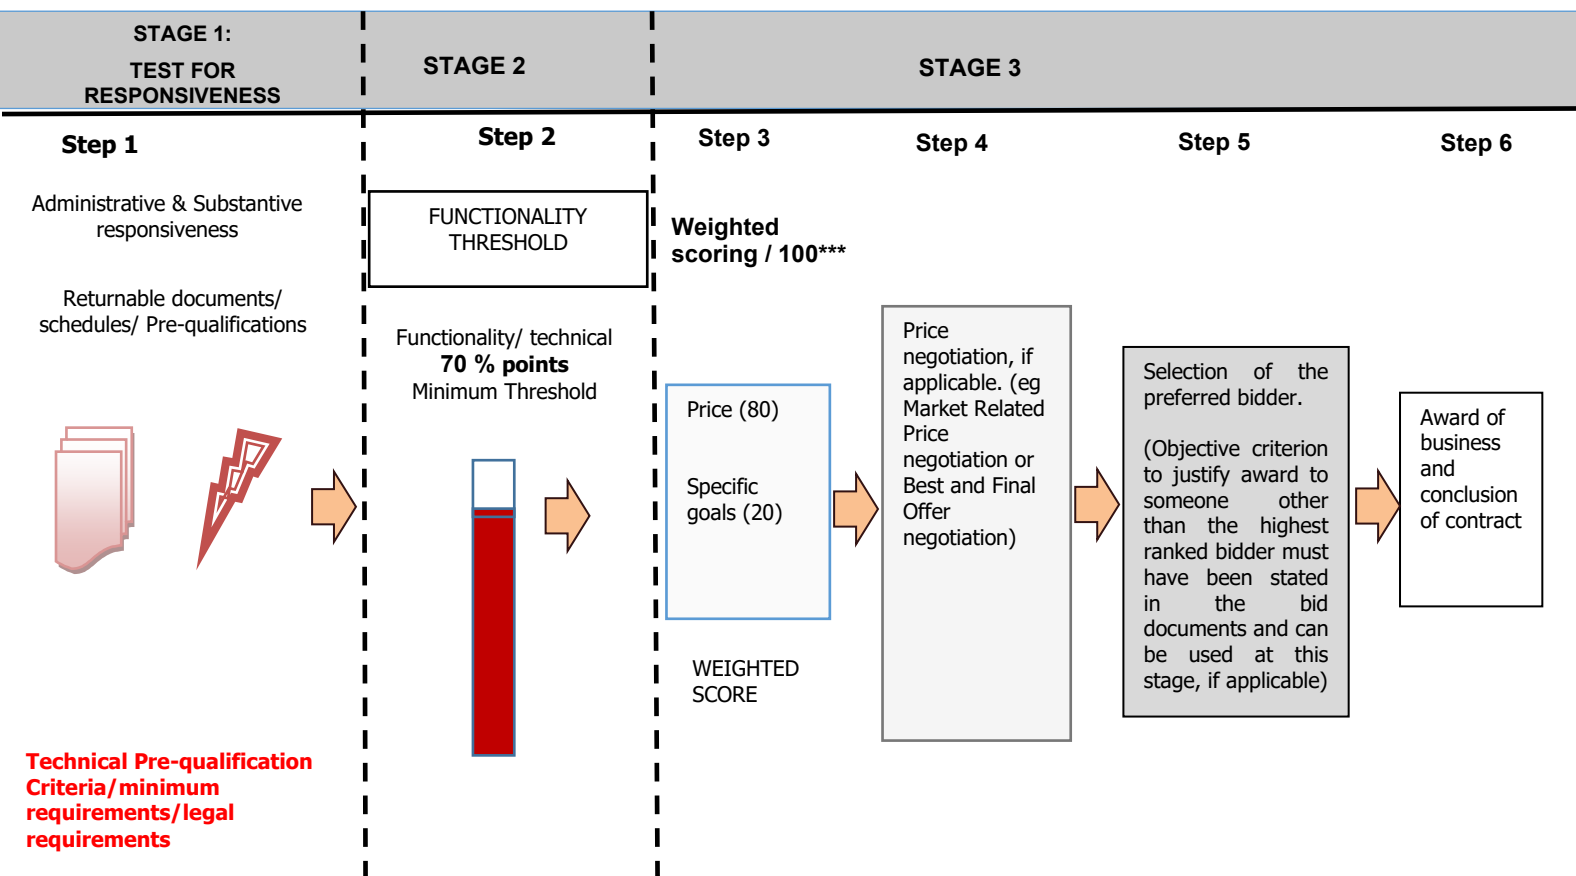 STAGE 1:
TEST FOR
RESPONSIVENESS
STAGE 2
STAGE 3
Step 1
Administrative & Substantive
responsiveness
Returnable documents/
schedules/ Pre-qualifications
Technical Pre-qualification
Criteria/minimum
requirements/legal
requirements
Step 2
FUNCTIONALITY
THRESHOLD
Functionality/ technical
70 % points
Minimum Threshold
Step 3
Weighted
scoring / 100***
Price (80)
Specific
goals (20)
WEIGHTED
SCORE
Step 4
Price
negotiation, if
applicable. (eg
Market Related
Price
negotiation or
Best and Final
Offer
negotiation)
Step 5
Selection of the
preferred bidder.
(Objective criterion
to justify award to
someone other
than the highest
ranked bidder must
have been stated
in the bid
documents and can
be used at this
stage, if applicable)
Step 6
Award of
business
and
conclusion
of contract